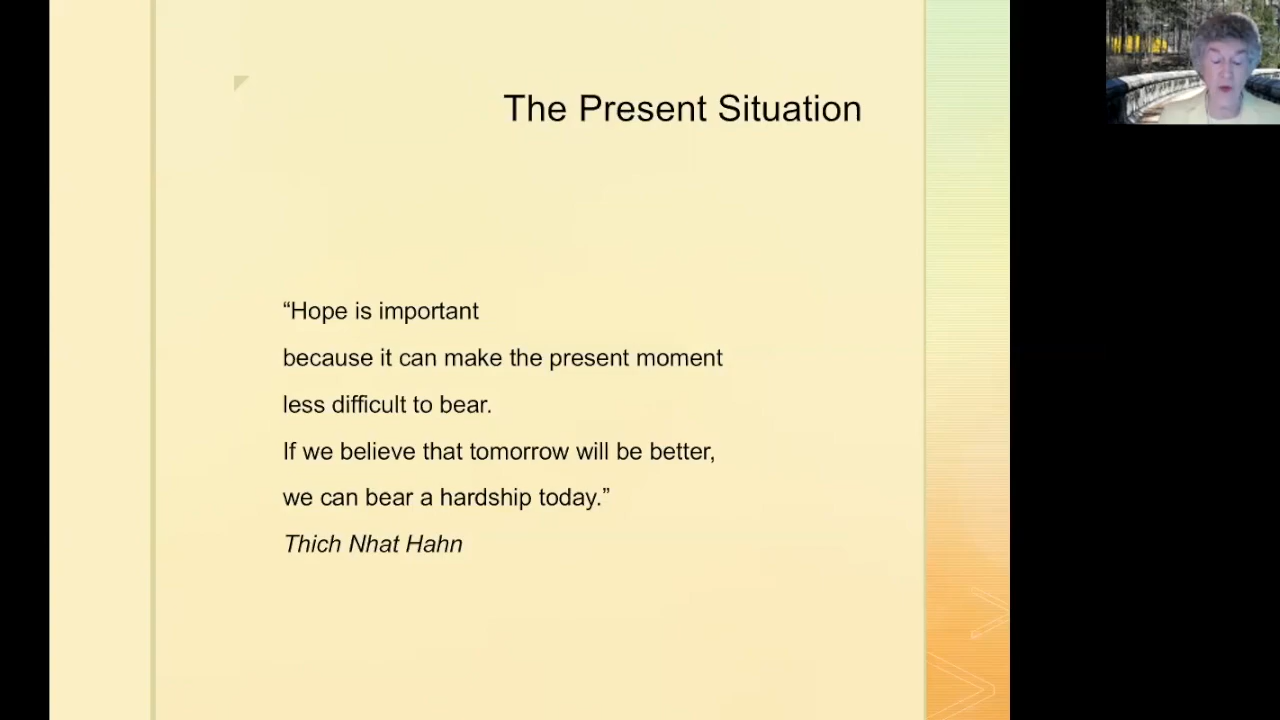 The Present Situation
“Hope is important
because it can make the present moment
less difficult to bear.
If we believe that tomorrow will be better,
we can bear a hardship today.”
Thich Nhat Hahn